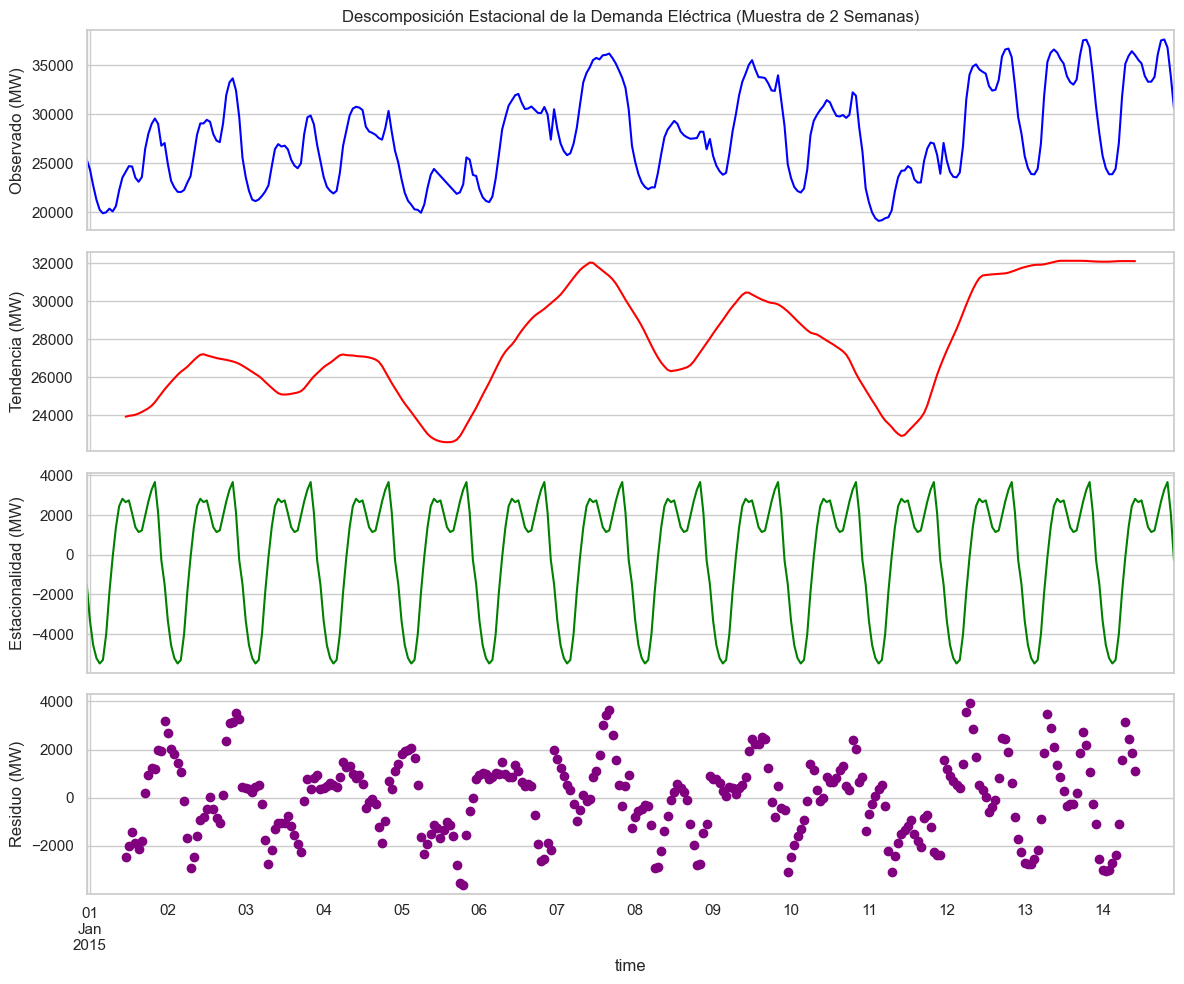 Descomposición Estacional de la Demanda Eléctrica (Muestra de 2 Semanas)
Observado (MW)
35000
30000
25000
20000
Tendencia (MW)
32000
30000
28000
26000
24000
Estacionalidad (MW)
4000
2000
0
−2000
−4000
Residuo (MW)
4000
2000
0
−2000
01 02 03 04 05 06 07 08 09 10 11 12 13 14
Jan
2015
time